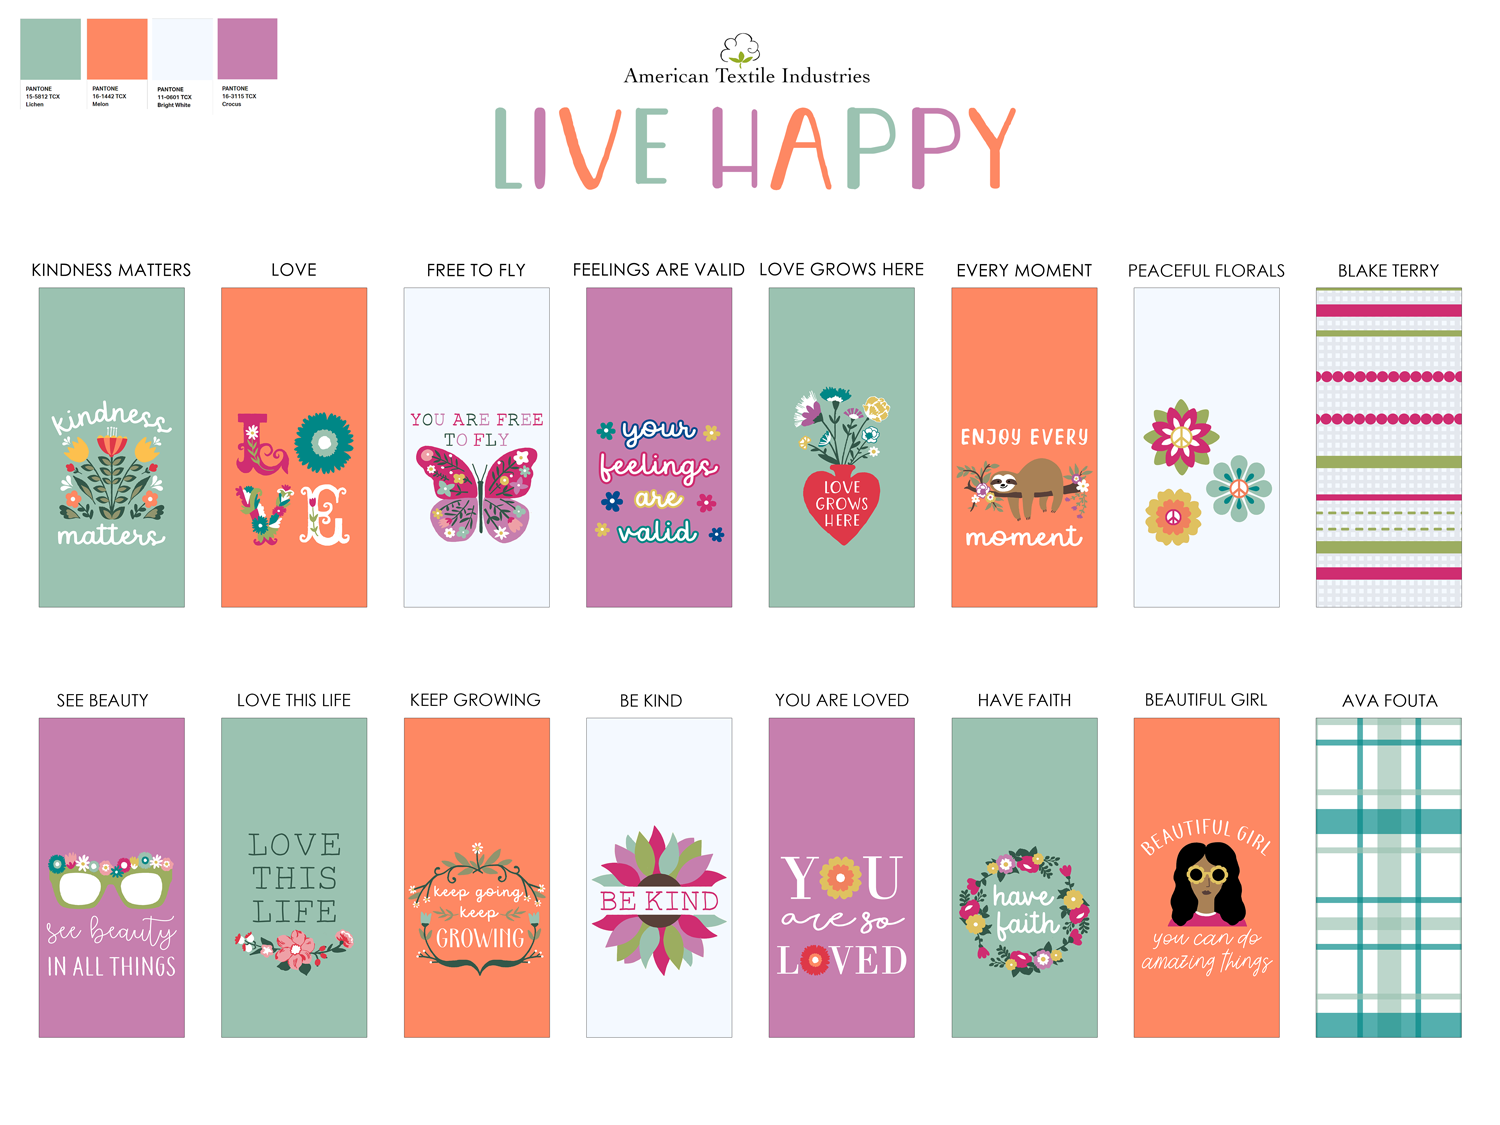 PANTONE
15-5812 TCX
Lichen
PANTONE
16-1442 TCX
Melon
PANTONE
11-0601 TCX
Bright White
PANTONE
16-3115 TCX
Crocus
American Textile Industries
LIVE HAPPY
KINDNESS MATTERS
LOVE
FREE TO FLY
FEELINGS ARE VALID
LOVE GROWS HERE
EVERY MOMENT
PEACEFUL FLORALS
BLAKE TERRY
kindness
matters
LO
VE
YOU ARE FREE
TO FLY
your
feelings
are
valid
LOVE
GROWS
HERE
ENJOY EVERY
moment
SEE BEAUTY
LOVE THIS LIFE
KEEP GROWING
BE KIND
YOU ARE LOVED
HAVE FAITH
BEAUTIFUL GIRL
AVA FOUTA
see beauty
IN ALL THINGS
LOVE
THIS
LIFE
keep going,
keep
GROWING
BE KIND
YOU
are so
LOVED
have
faith
BEAUTIFUL GIRL
you can do
amazing things